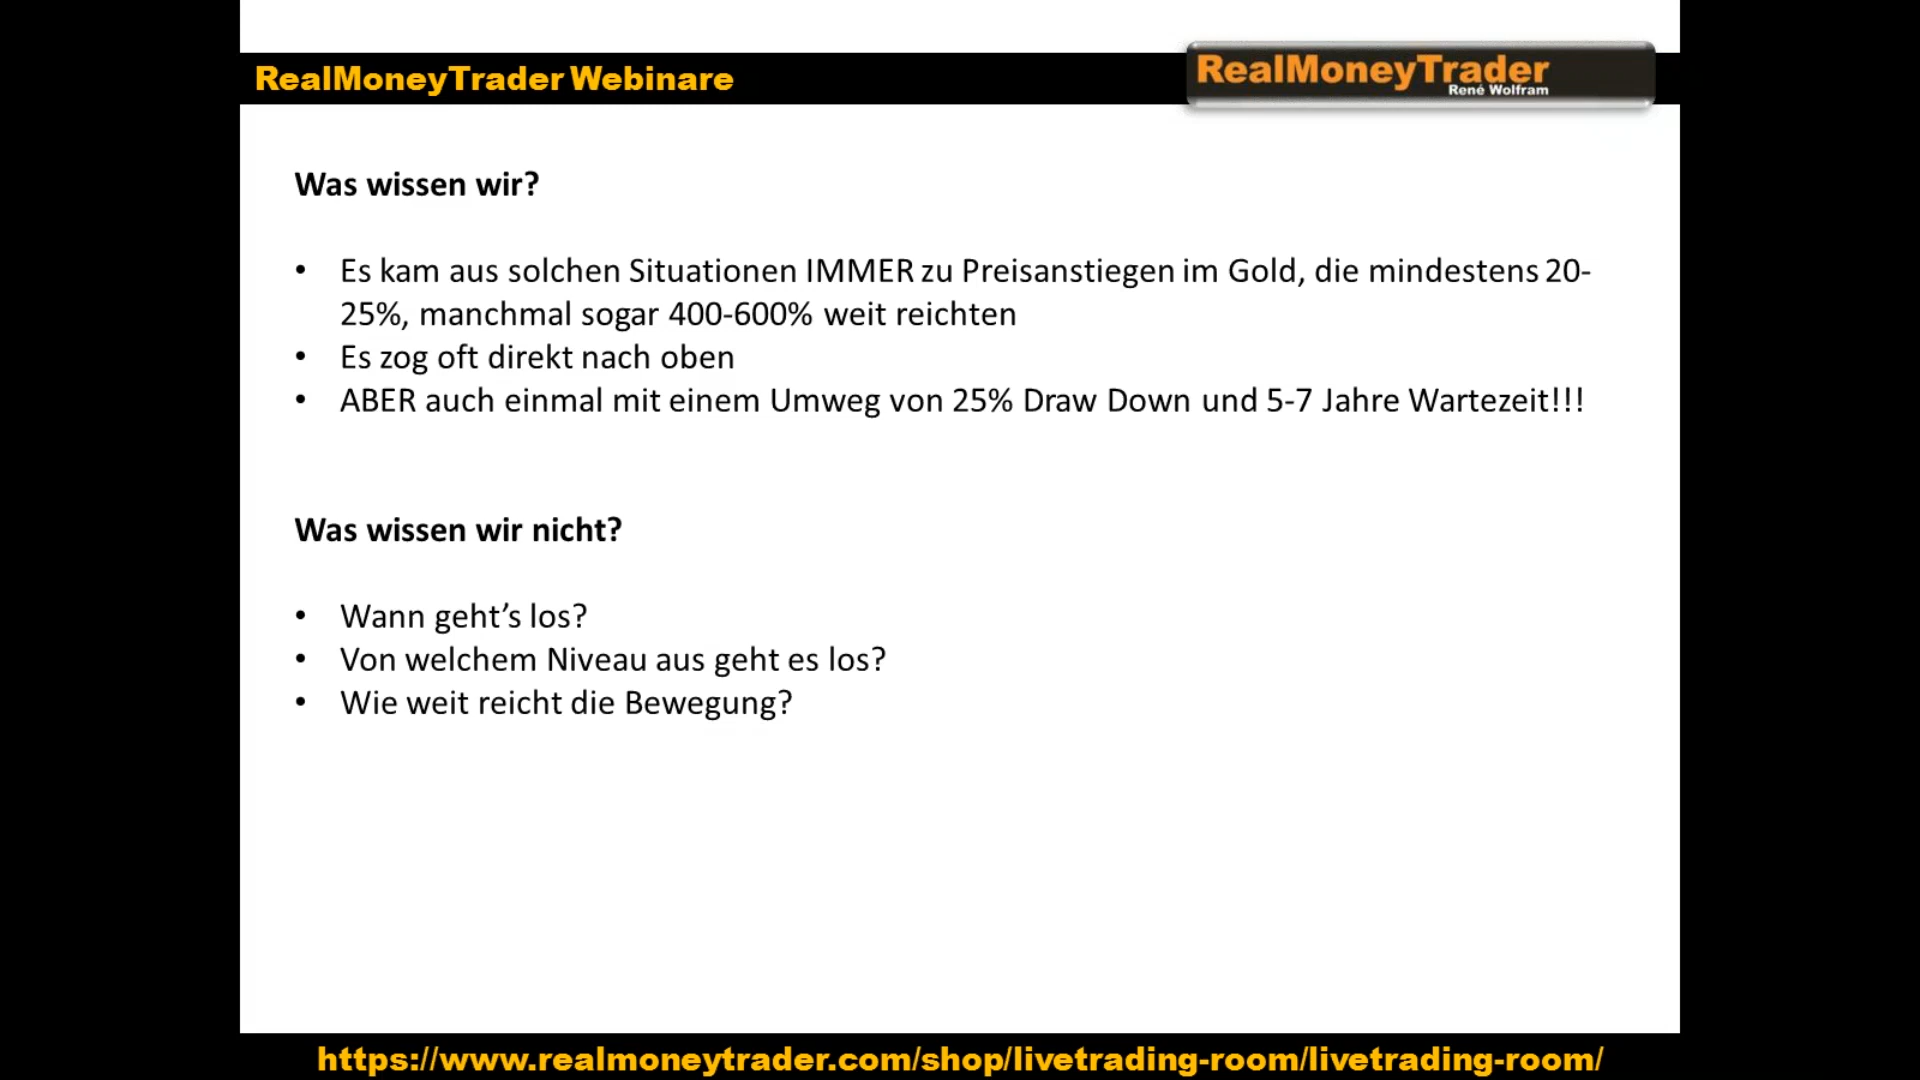 RealMoneyTrader Webinare
RealMoneyTrader
René Wolfram
Was wissen wir?
• Es kam aus solchen Situationen IMMER zu Preisanstiegen im Gold, die mindestens 20-
25%, manchmal sogar 400-600% weit reichten
• Es zog oft direkt nach oben
• ABER auch einmal mit einem Umweg von 25% Draw Down und 5-7 Jahre Wartezeit!!!
Was wissen wir nicht?
• Wann geht’s los?
• Von welchem Niveau aus geht es los?
• Wie weit reicht die Bewegung?
https://www.realmoneytrader.com/shop/livetrading-room/livetrading-room/